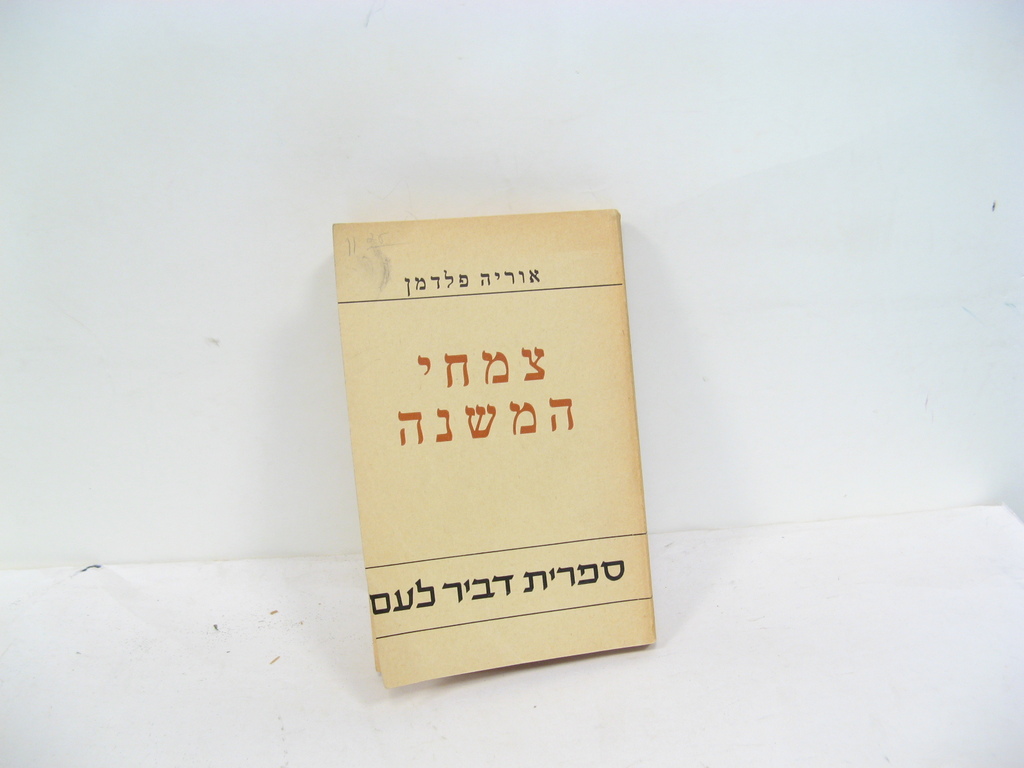 אוריה פלדמן
צמחי
המשנה
ספרית דביר לעם